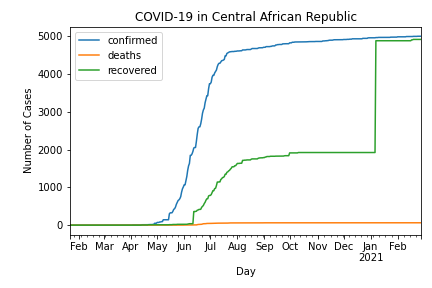 COVID-19 in Central African Republic
confirmed
deaths
recovered
Number of Cases
5000
4000
3000
2000
1000
0
Feb Mar Apr May Jun Jul Aug Sep Oct Nov Dec Jan Feb
2021
Day